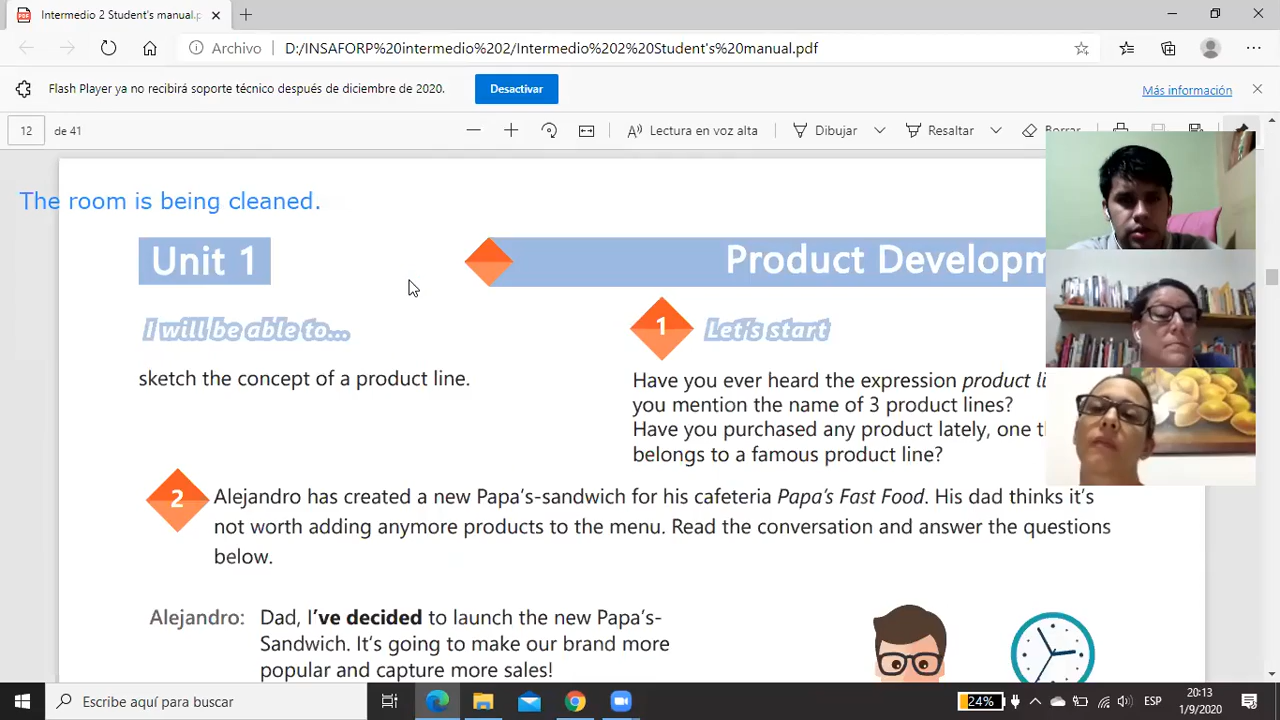 Intermedio 2 Student's manual.p
Archivo
D:/INSAFORP%20intermedio%202/Intermedio%202%20Student's%20manual.pdf
Flash Player ya no recibirá soporte técnico después de diciembre de 2020.
Desactivar
Más información
12 de 41
Lectura en voz alta
Dibujar
Resaltar
Borrar
The room is being cleaned.
Unit 1
Product Developm
I will be able to...
sketch the concept of a product line.
1 Let's start
Have you ever heard the expression product li
you mention the name of 3 product lines?
Have you purchased any product lately, one th
belongs to a famous product line?
2 Alejandro has created a new Papa's-sandwich for his cafeteria Papa's Fast Food. His dad thinks it's
not worth adding anymore products to the menu. Read the conversation and answer the questions
below.
Alejandro: Dad, I've decided to launch the new Papa's-
Sandwich. It's going to make our brand more
popular and capture more sales!
Escribe aquí para buscar
24%
ESP
20:13
1/9/2020